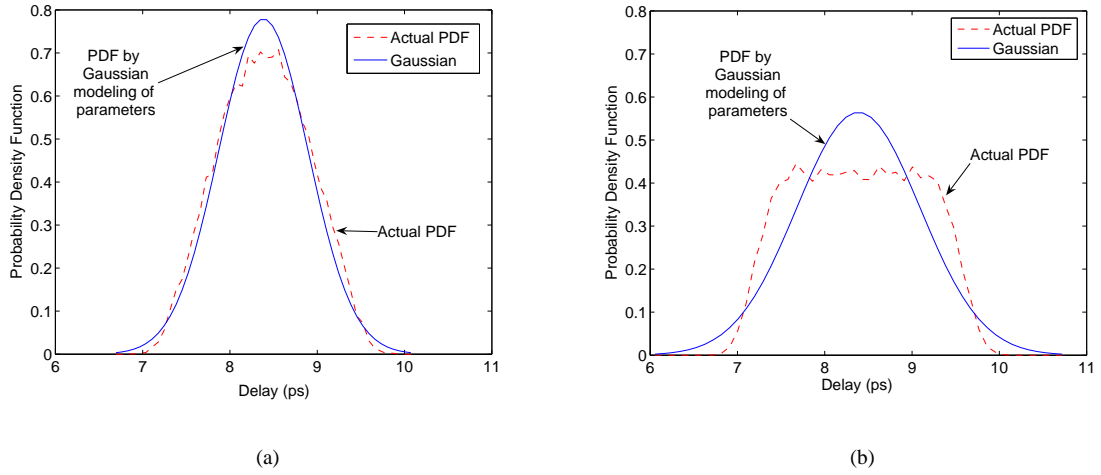 0.8
0.7
0.6
0.5
0.4
0.3
0.2
0.1
0
6
7
8
9
10
11
Probability Density Function
Delay (ps)
PDF by
Gaussian
modeling of
parameters
Actual PDF
Actual PDF
Gaussian
(a)
0.8
0.7
0.6
0.5
0.4
0.3
0.2
0.1
0
6
7
8
9
10
11
Probability Density Function
Delay (ps)
PDF by
Gaussian
modeling of
parameters
Actual PDF
Actual PDF
Gaussian
(b)